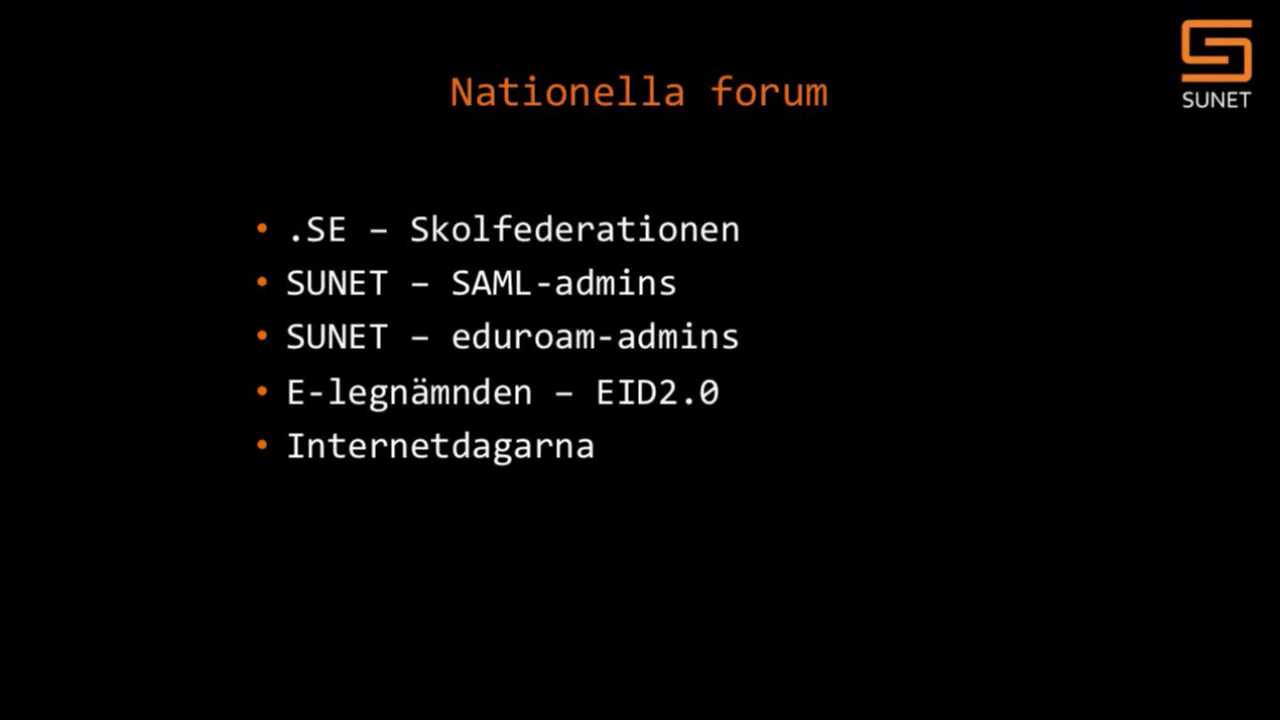 Nationella forum
SUNET
• .SE – Skolfederationen
• SUNET – SAML-admins
• SUNET – eduroam-admins
• E-legnämnden – EID2.0
• Internetdagarna